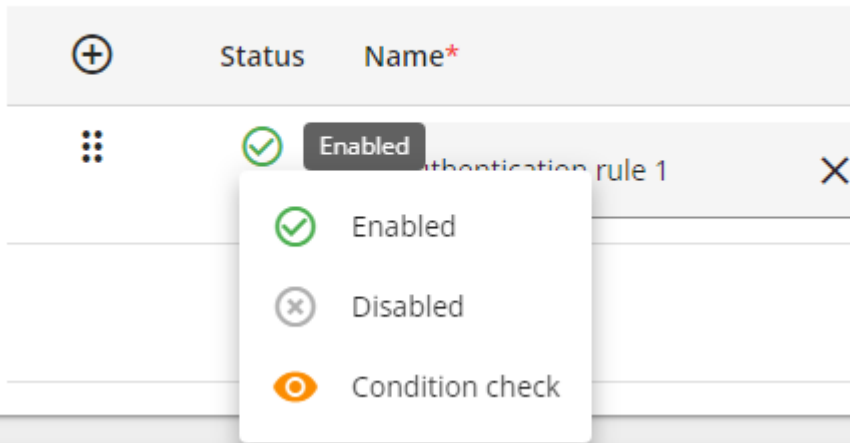 Status Name*
Enabled
rule 1
Enabled
Disabled
Condition check